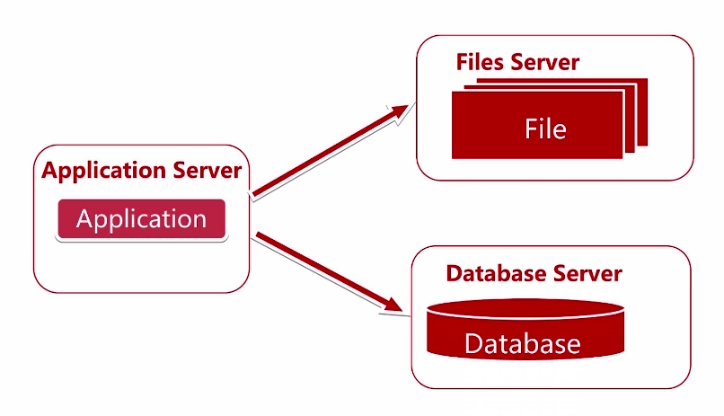 Files Server
File
Application Server
Application
Database Server
Database